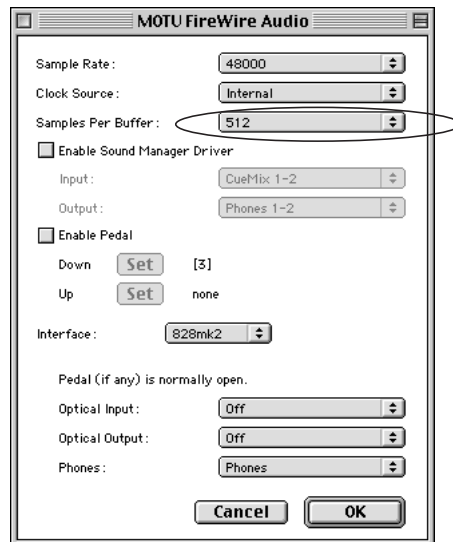 MOTU FireWire Audio
Sample Rate: 48000
Clock Source: Internal
Samples Per Buffer: 512
Enable Sound Manager Driver
Input: CueMix 1-2
Output: Phones 1-2
Enable Pedal
Down Set [3]
Up Set none
Interface: 828mk2
Pedal (if any) is normally open.
Optical Input: Off
Optical Output: Off
Phones: Phones
Cancel OK